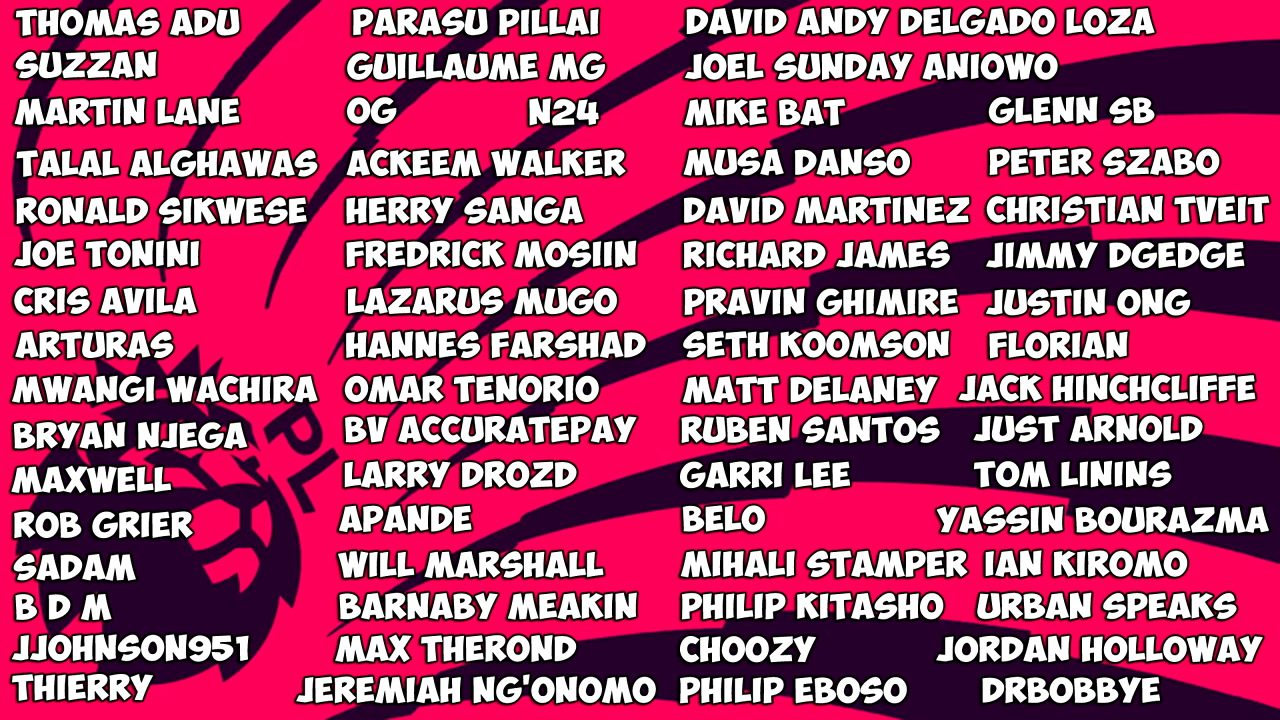 THOMAS ADU PARASU PILLAI DAVID ANDY DELGADO LOZA
SUZZAN GUILLAUME MG JOEL SUNDAY ANIOWO
MARTIN LANE OG N24 MIKE BAT GLENN SB
TALAL ALGHAWAS ACKEEM WALKER MUSA DANSO PETER SZABO
RONALD SIKWESE HERRY SANGA DAVID MARTINEZ CHRISTIAN TVEIT
JOE TONINI FREDRICK MOSIIN RICHARD JAMES JIMMY DGEDGE
CRIS AVILA LAZARUS MUGO PRAVIN GHIMIRE JUSTIN ONG
ARTURAS HANNES FARSHAD SETH KOOMSON FLORIAN
MWANGI WACHIRA OMAR TENORIO MATT DELANEY JACK HINCHCLIFFE
BRYAN NJEGA BV ACCURATEPAY RUBEN SANTOS JUST ARNOLD
MAXWELL LARRY DROZD GARRI LEE TOM LININS
ROB GRIER APANDE BELO YASSIN BOURAZMA
SADAM WILL MARSHALL MIHALI STAMPER IAN KIROMO
B D M BARNABY MEAKIN PHILIP KITASHO URBAN SPEAKS
JJOHNSON951 MAX THEROND CHOOZY JORDAN HOLLOWAY
THIERRY JEREMIAH NG'ONOMO PHILIP EBOSO DRBOBBYE
PL